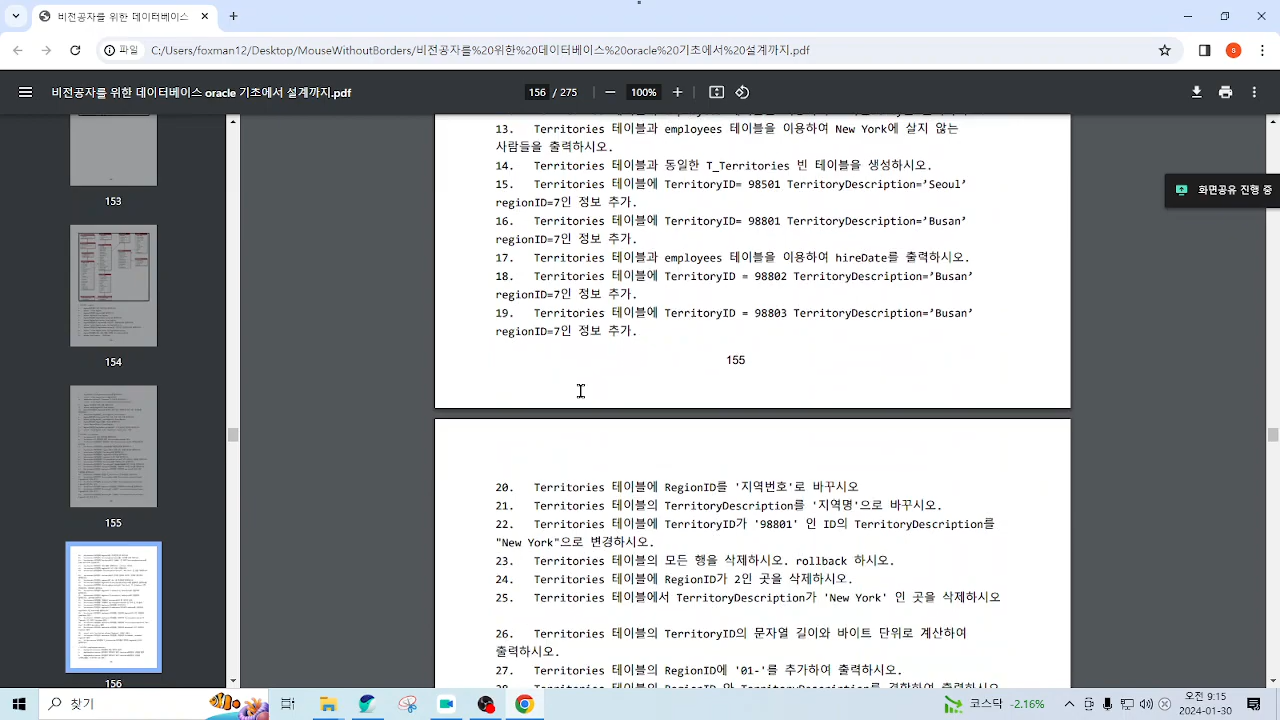 비전공자를 위한 데이터베이스
파일 C:/Users/foxman12/Desktop/MouseWithoutBorders/비전공자를%20위한%20데이터베이스%20oracle%20기초에서%20설계까지.pdf
비전공자를 위한 데이터베이스 oracle 기초에서 설계까지.pdf
156 / 275
100%
153
154
155
156
13. Territories 테이블과 employees 테이블을 이용하여 New York에 살지 않는
사람들을 출력하시오.
14. Territories 테이블과 동일한 T_Territories 빈 테이블을 생성하시오.
15. Territories 테이블에 TerritoryID= 98501 TerritoryDescription=’Seoul’
regionID=7인 정보 추가.
16. Territories 테이블에 TerritoryID= 98801 TerritoryDescription=’Busan’
regionID=7인 정보 추가.
17. Territories 테이블과 employees 테이블을 이용하여 hireDate를 출력하시오.
18. Territories 테이블에 TerritoryID = 98803 TerritoryDescription=’Busan’
regionID=7인 정보 추가.
19. Territories 테이블에 TerritoryID = 98803 TerritoryDescription=’Busan’
regionID=7인 정보 추가.
155
20. Territories 테이블에 RegionID를 '지역번호'로 바꾸시오
21. Territories 테이블의 TerritoryDescription을 '지역명'으로 바꾸시오.
22. Territories 테이블에 TerritoryID가 '98801' 인 ID의 TerritoryDescription를
"New York"으로 변경하시오.
23. Territories 테이블의 모든 행을 삭제하시오 Rollback 하시오.
24. Territories 테이블에 RegionID가 2인 곳을 삭제하시오.
25. Territories 테이블에서 TerritoryDescription이'New York' 인 곳을 삭제하시오
26. Territories 테이블의 TerritoryID의 바이트 단위로 계산하여
출력하시오.
27. Territories 테이블의 RegionID에 '01-'를 추가하여 출력하시오.
화면공유 진행 중
찾기
코스닥 -2.16%
2024-01-30